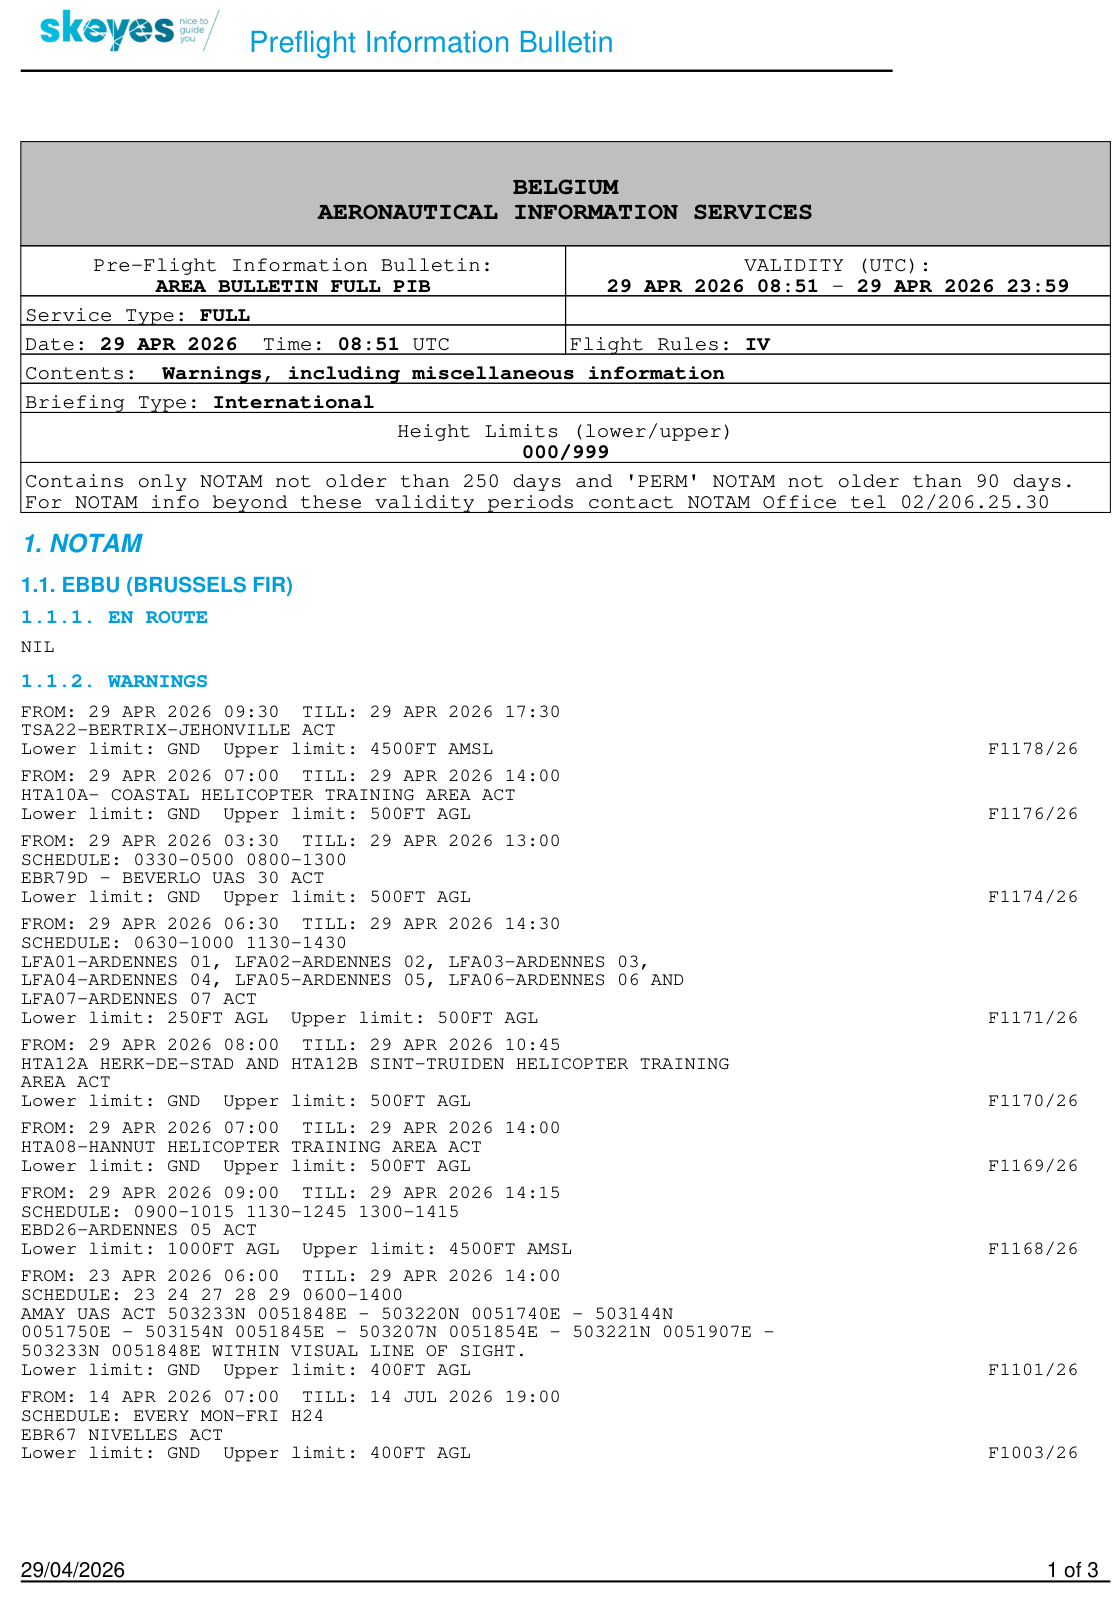 skeyes nice to guide you
Preflight Information Bulletin
BELGIUM
AERONAUTICAL INFORMATION SERVICES
Pre-Flight Information Bulletin:
AREA BULLETIN FULL PIB
VALIDITY (UTC):
29 APR 2026 08:51 - 29 APR 2026 23:59
Service Type: FULL
Date: 29 APR 2026  Time: 08:51 UTC
Flight Rules: IV
Contents:  Warnings, including miscellaneous information
Briefing Type: International
Height Limits (lower/upper)
000/999
Contains only NOTAM not older than 250 days and 'PERM' NOTAM not older than 90 days.
For NOTAM info beyond these validity periods contact NOTAM Office tel 02/206.25.30
1. NOTAM
1.1. EBBU (BRUSSELS FIR)
1.1.1. EN ROUTE
NIL
1.1.2. WARNINGS
FROM: 29 APR 2026 09:30  TILL: 29 APR 2026 17:30
TSA22-BERTRIX-JEHONVILLE ACT
Lower limit: GND  Upper limit: 4500FT AMSL F1178/26
FROM: 29 APR 2026 07:00  TILL: 29 APR 2026 14:00
HTA10A- COASTAL HELICOPTER TRAINING AREA ACT
Lower limit: GND  Upper limit: 500FT AGL F1176/26
FROM: 29 APR 2026 03:30  TILL: 29 APR 2026 13:00
SCHEDULE: 0330-0500 0800-1300
EBR79D - BEVERLO UAS 30 ACT
Lower limit: GND  Upper limit: 500FT AGL F1174/26
FROM: 29 APR 2026 06:30  TILL: 29 APR 2026 14:30
SCHEDULE: 0630-1000 1130-1430
LFA01-ARDENNES 01, LFA02-ARDENNES 02, LFA03-ARDENNES 03,
LFA04-ARDENNES 04, LFA05-ARDENNES 05, LFA06-ARDENNES 06 AND
LFA07-ARDENNES 07 ACT
Lower limit: 250FT AGL  Upper limit: 500FT AGL F1171/26
FROM: 29 APR 2026 08:00  TILL: 29 APR 2026 10:45
HTA12A HERK-DE-STAD AND HTA12B SINT-TRUIDEN HELICOPTER TRAINING
AREA ACT
Lower limit: GND  Upper limit: 500FT AGL F1170/26
FROM: 29 APR 2026 07:00  TILL: 29 APR 2026 14:00
HTA08-HANNUT HELICOPTER TRAINING AREA ACT
Lower limit: GND  Upper limit: 500FT AGL F1169/26
FROM: 29 APR 2026 09:00  TILL: 29 APR 2026 14:15
SCHEDULE: 0900-1015 1130-1245 1300-1415
EBD26-ARDENNES 05 ACT
Lower limit: 1000FT AGL  Upper limit: 4500FT AMSL F1168/26
FROM: 23 APR 2026 06:00  TILL: 29 APR 2026 14:00
SCHEDULE: 23 24 27 28 29 0600-1400
AMAY UAS ACT 503233N 0051848E - 503220N 0051740E - 503144N
0051750E - 503154N 0051845E - 503207N 0051854E - 503221N 0051907E -
503233N 0051848E WITHIN VISUAL LINE OF SIGHT.
Lower limit: GND  Upper limit: 400FT AGL F1101/26
FROM: 14 APR 2026 07:00  TILL: 14 JUL 2026 19:00
SCHEDULE: EVERY MON-FRI H24
EBR67 NIVELLES ACT
Lower limit: GND  Upper limit: 400FT AGL F1003/26
29/04/2026 1 of 3